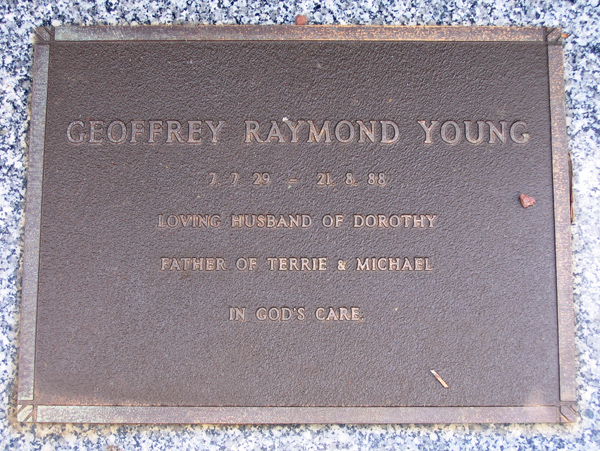 GEOFFREY RAYMOND YOUNG
7. 7. 29 - 21. 8. 88
LOVING HUSBAND OF DOROTHY
FATHER OF TERRIE & MICHAEL
IN GOD'S CARE.